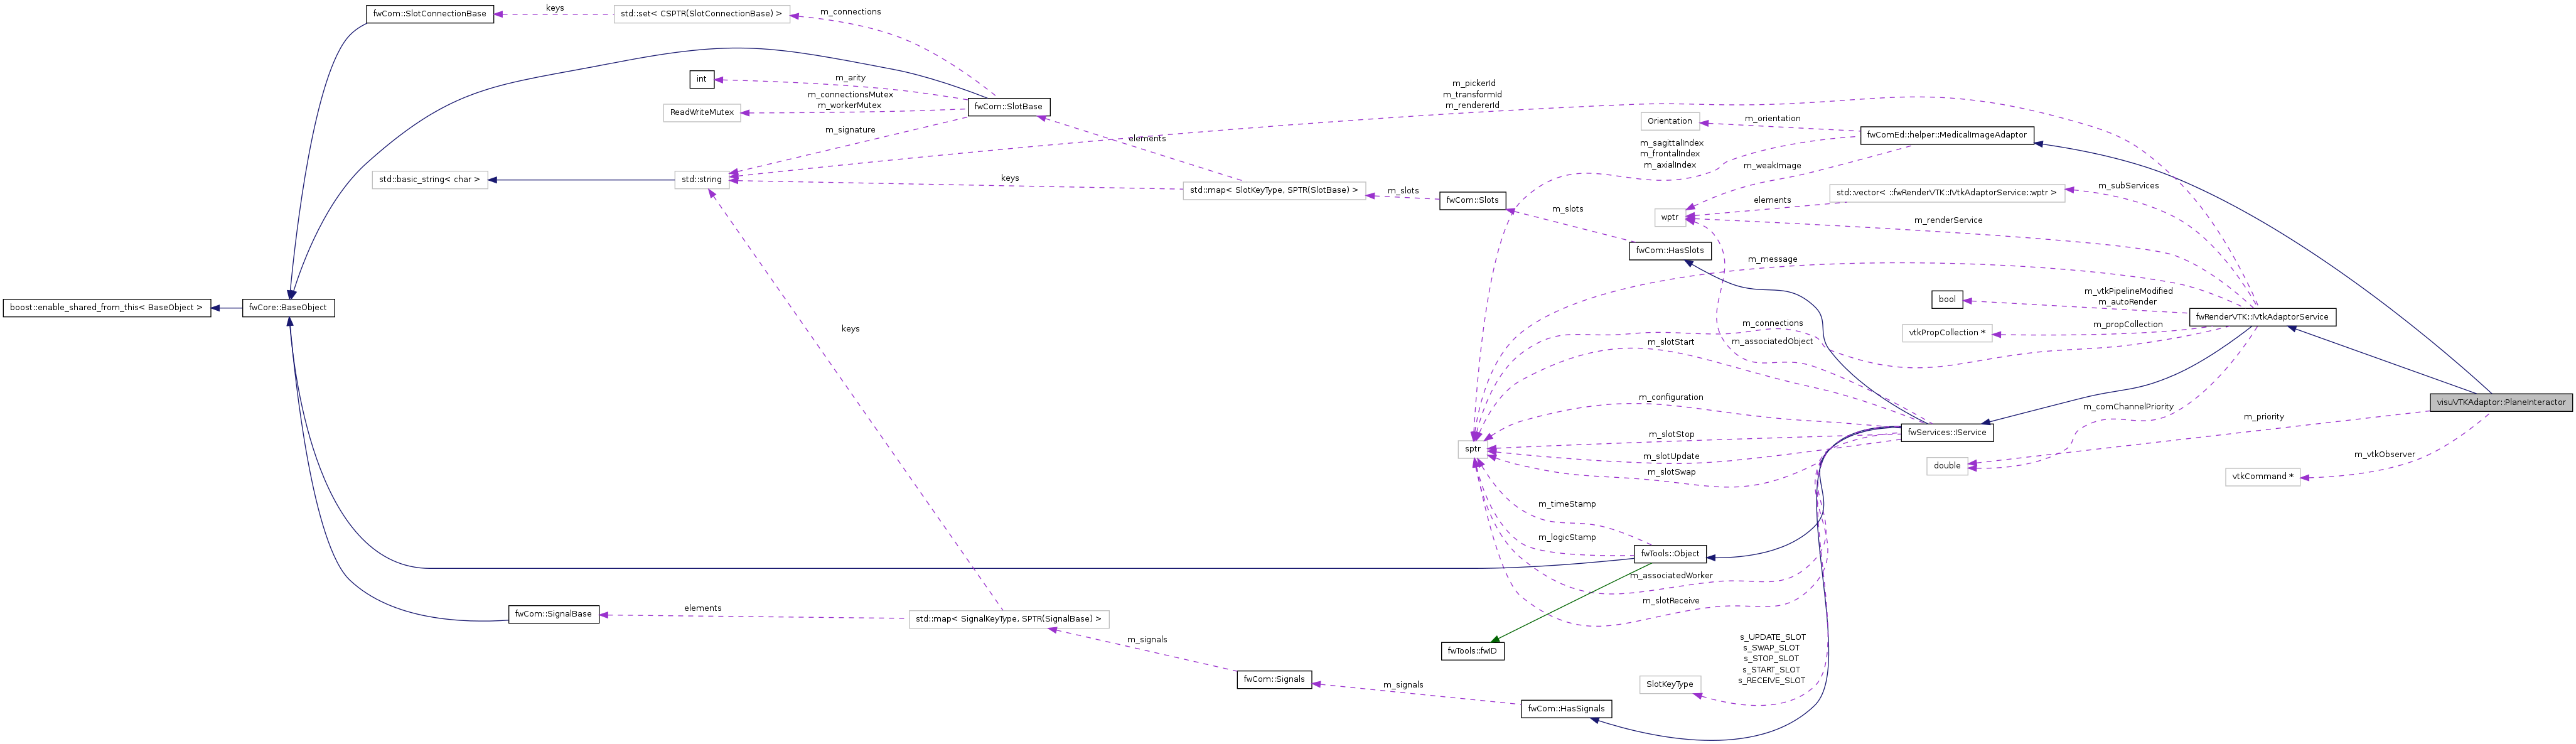 fwCom::SlotConnectionBase
keys
std::set< CSPTR(SlotConnectionBase) >
m_connections
int
m_arity
ReadWriteMutex
m_connectionsMutex
m_workerMutex
fwCom::SlotBase
m_signature
elements
m_pickerId
m_transformId
m_rendererId
std::basic_string< char >
std::string
keys
std::map< SlotKeyType, SPTR(SlotBase) >
m_slots
fwCom::Slots
m_slots
fwCom::HasSlots
Orientation
m_orientation
fwComEd::helper::MedicalImageAdaptor
m_sagittalIndex
m_frontalIndex
m_axialIndex
m_weakImage
std::vector< ::fwRenderVTK::IVtkAdaptorService::wptr >
m_subServices
elements
wptr
m_renderService
m_message
boost::enable_shared_from_this< BaseObject >
fwCore::BaseObject
keys
bool
m_vtkPipelineModified
m_autoRender
fwRenderVTK::IVtkAdaptorService
vtkPropCollection *
m_propCollection
m_connections
m_associatedObject
m_slotStart
m_configuration
m_slotStop
m_slotUpdate
m_slotSwap
sptr
fwServices::IService
m_comChannelPriority
m_priority
visuVTKAdaptor::PlaneInteractor
double
m_vtkObserver
vtkCommand *
m_timeStamp
m_logicStamp
fwTools::Object
m_associatedWorker
m_slotReceive
fwCom::SignalBase
elements
std::map< SignalKeyType, SPTR(SignalBase) >
m_signals
fwTools::fwID
s_UPDATE_SLOT
s_SWAP_SLOT
s_STOP_SLOT
s_START_SLOT
s_RECEIVE_SLOT
SlotKeyType
fwCom::Signals
m_signals
fwCom::HasSignals